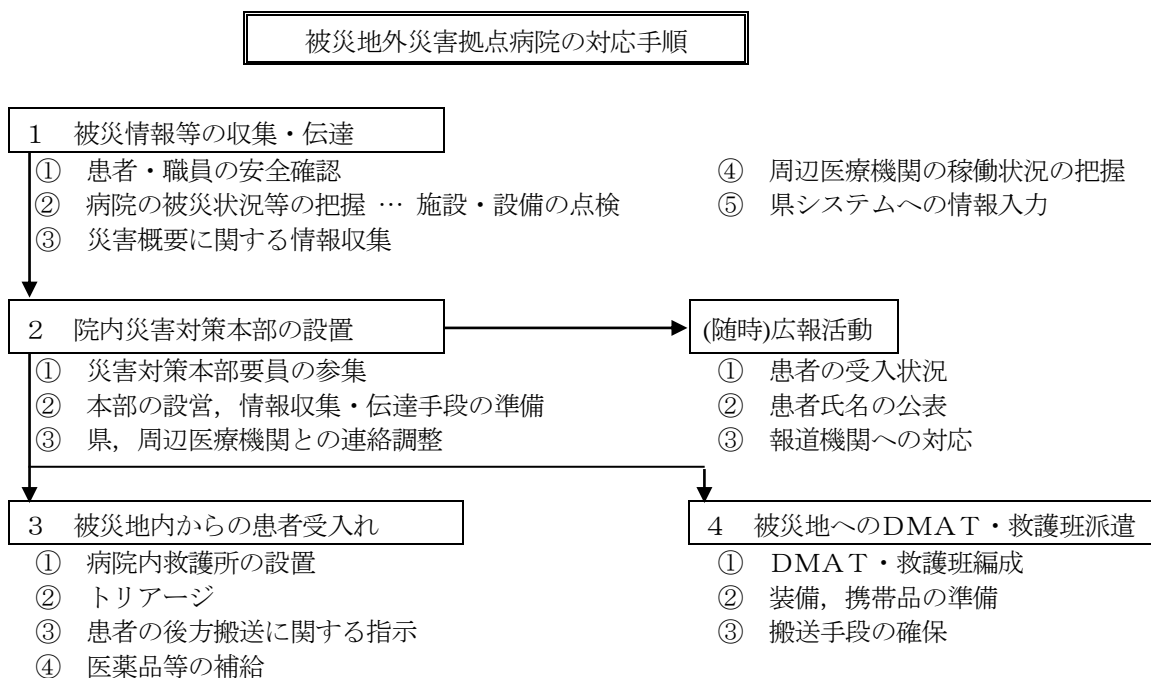 被災地外災害拠点病院の対応手順
1 被災情報等の収集・伝達
① 患者・職員の安全確認
② 病院の被災状況等の把握 … 施設・設備の点検
③ 災害概要に関する情報収集
④ 周辺医療機関の稼働状況の把握
⑤ 県システムへの情報入力
2 院内災害対策本部の設置
① 災害対策本部要員の参集
② 本部の設営，情報収集・伝達手段の準備
③ 県，周辺医療機関との連絡調整
(随時)広報活動
① 患者の受入状況
② 患者氏名の公表
③ 報道機関への対応
3 被災地内からの患者受入れ
① 病院内救護所の設置
② トリアージ
③ 患者の後方搬送に関する指示
④ 医薬品等の補給
4 被災地へのＤＭＡＴ・救護班派遣
① ＤＭＡＴ・救護班編成
② 装備，携帯品の準備
③ 搬送手段の確保